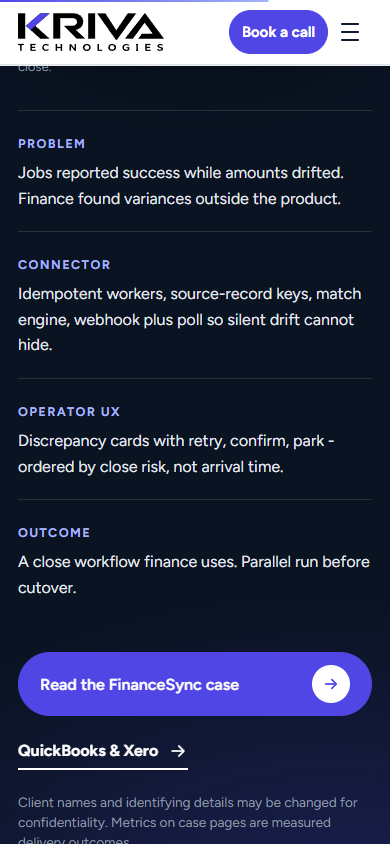 KRIVA
TECHNOLOGIES
Book a call
close.
PROBLEM
Jobs reported success while amounts drifted.
Finance found variances outside the product.
CONNECTOR
Idempotent workers, source-record keys, match
engine, webhook plus poll so silent drift cannot
hide.
OPERATOR UX
Discrepancy cards with retry, confirm, park -
ordered by close risk, not arrival time.
OUTCOME
A close workflow finance uses. Parallel run before
cutover.
Read the FinanceSync case
QuickBooks & Xero
Client names and identifying details may be changed for
confidentiality. Metrics on case pages are measured
delivery outcomes.